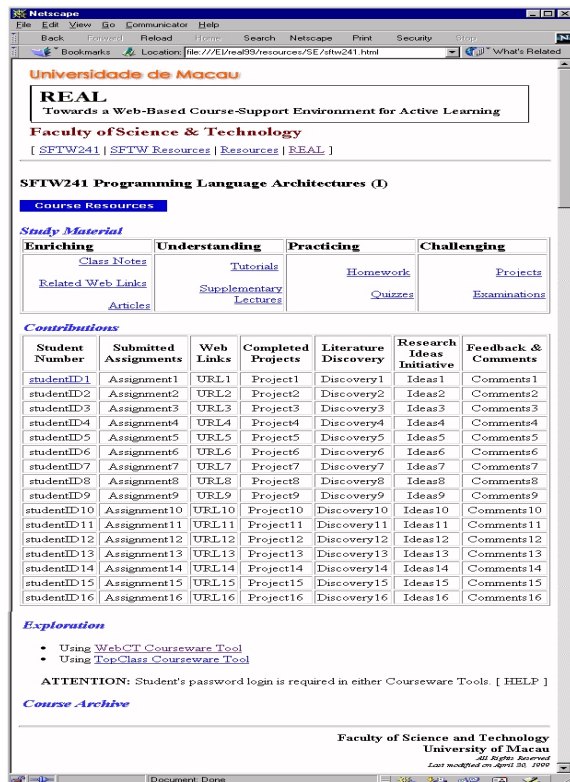 Netscape
File Edit View Go Communicator Help
Back Forward Reload Home Search Netscape Print Security Stop
Bookmarks Location: file:///E|/real99/resources/SE/sftw241.html What's Related
Universidade de Macau
REAL
Towards a Web-Based Course-Support Environment for Active Learning
Faculty of Science & Technology
[ SFTW241 | SFTW Resources | Resources | REAL ]
SFTW241 Programming Language Architectures (I)
Course Resources
Study Material
Enriching Understanding Practicing Challenging
Class Notes Tutorials Homework Projects
Related Web Links Supplementary Lectures Quizzes Examinations
Articles
Contributions
Student Number Submitted Assignments Web Links Completed Projects Literature Discovery Research Ideas Initiative Feedback & Comments
studentID1 Assignment1 URL1 Project1 Discovery1 Ideas1 Comments1
studentID2 Assignment2 URL2 Project2 Discovery2 Ideas2 Comments2
studentID3 Assignment3 URL3 Project3 Discovery3 Ideas3 Comments3
studentID4 Assignment4 URL4 Project4 Discovery4 Ideas4 Comments4
studentID5 Assignment5 URL5 Project5 Discovery5 Ideas5 Comments5
studentID6 Assignment6 URL6 Project6 Discovery6 Ideas6 Comments6
studentID7 Assignment7 URL7 Project7 Discovery7 Ideas7 Comments7
studentID8 Assignment8 URL8 Project8 Discovery8 Ideas8 Comments8
studentID9 Assignment9 URL9 Project9 Discovery9 Ideas9 Comments9
studentID10 Assignment10 URL10 Project10 Discovery10 Ideas10 Comments10
studentID11 Assignment11 URL11 Project11 Discovery11 Ideas11 Comments11
studentID12 Assignment12 URL12 Project12 Discovery12 Ideas12 Comments12
studentID13 Assignment13 URL13 Project13 Discovery13 Ideas13 Comments13
studentID14 Assignment14 URL14 Project14 Discovery14 Ideas14 Comments14
studentID15 Assignment15 URL15 Project15 Discovery15 Ideas15 Comments15
studentID16 Assignment16 URL16 Project16 Discovery16 Ideas16 Comments16
Exploration
• Using WebCT Courseware Tool
• Using TopClass Courseware Tool
ATTENTION: Student's password login is required in either Courseware Tools. [ HELP ]
Course Archive
Faculty of Science and Technology
University of Macau
All Rights Reserved
Last modified on April 20, 1999
Document: Done